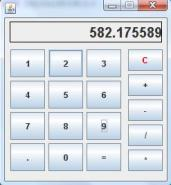 582.175589
1 2 3 C
4 5 6 +
-
7 8 9 /
. 0 = *